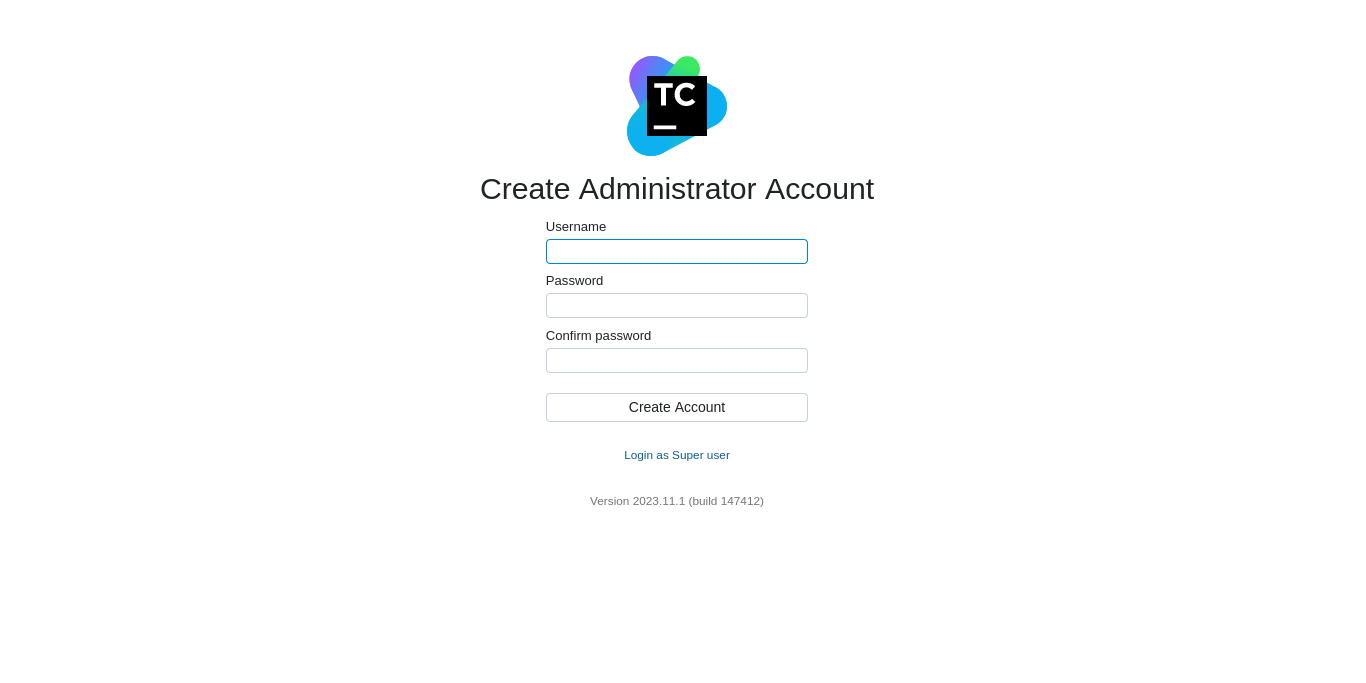 TC
Create Administrator Account
Username
Password
Confirm password
Create Account
Login as Super user
Version 2023.11.1 (build 147412)